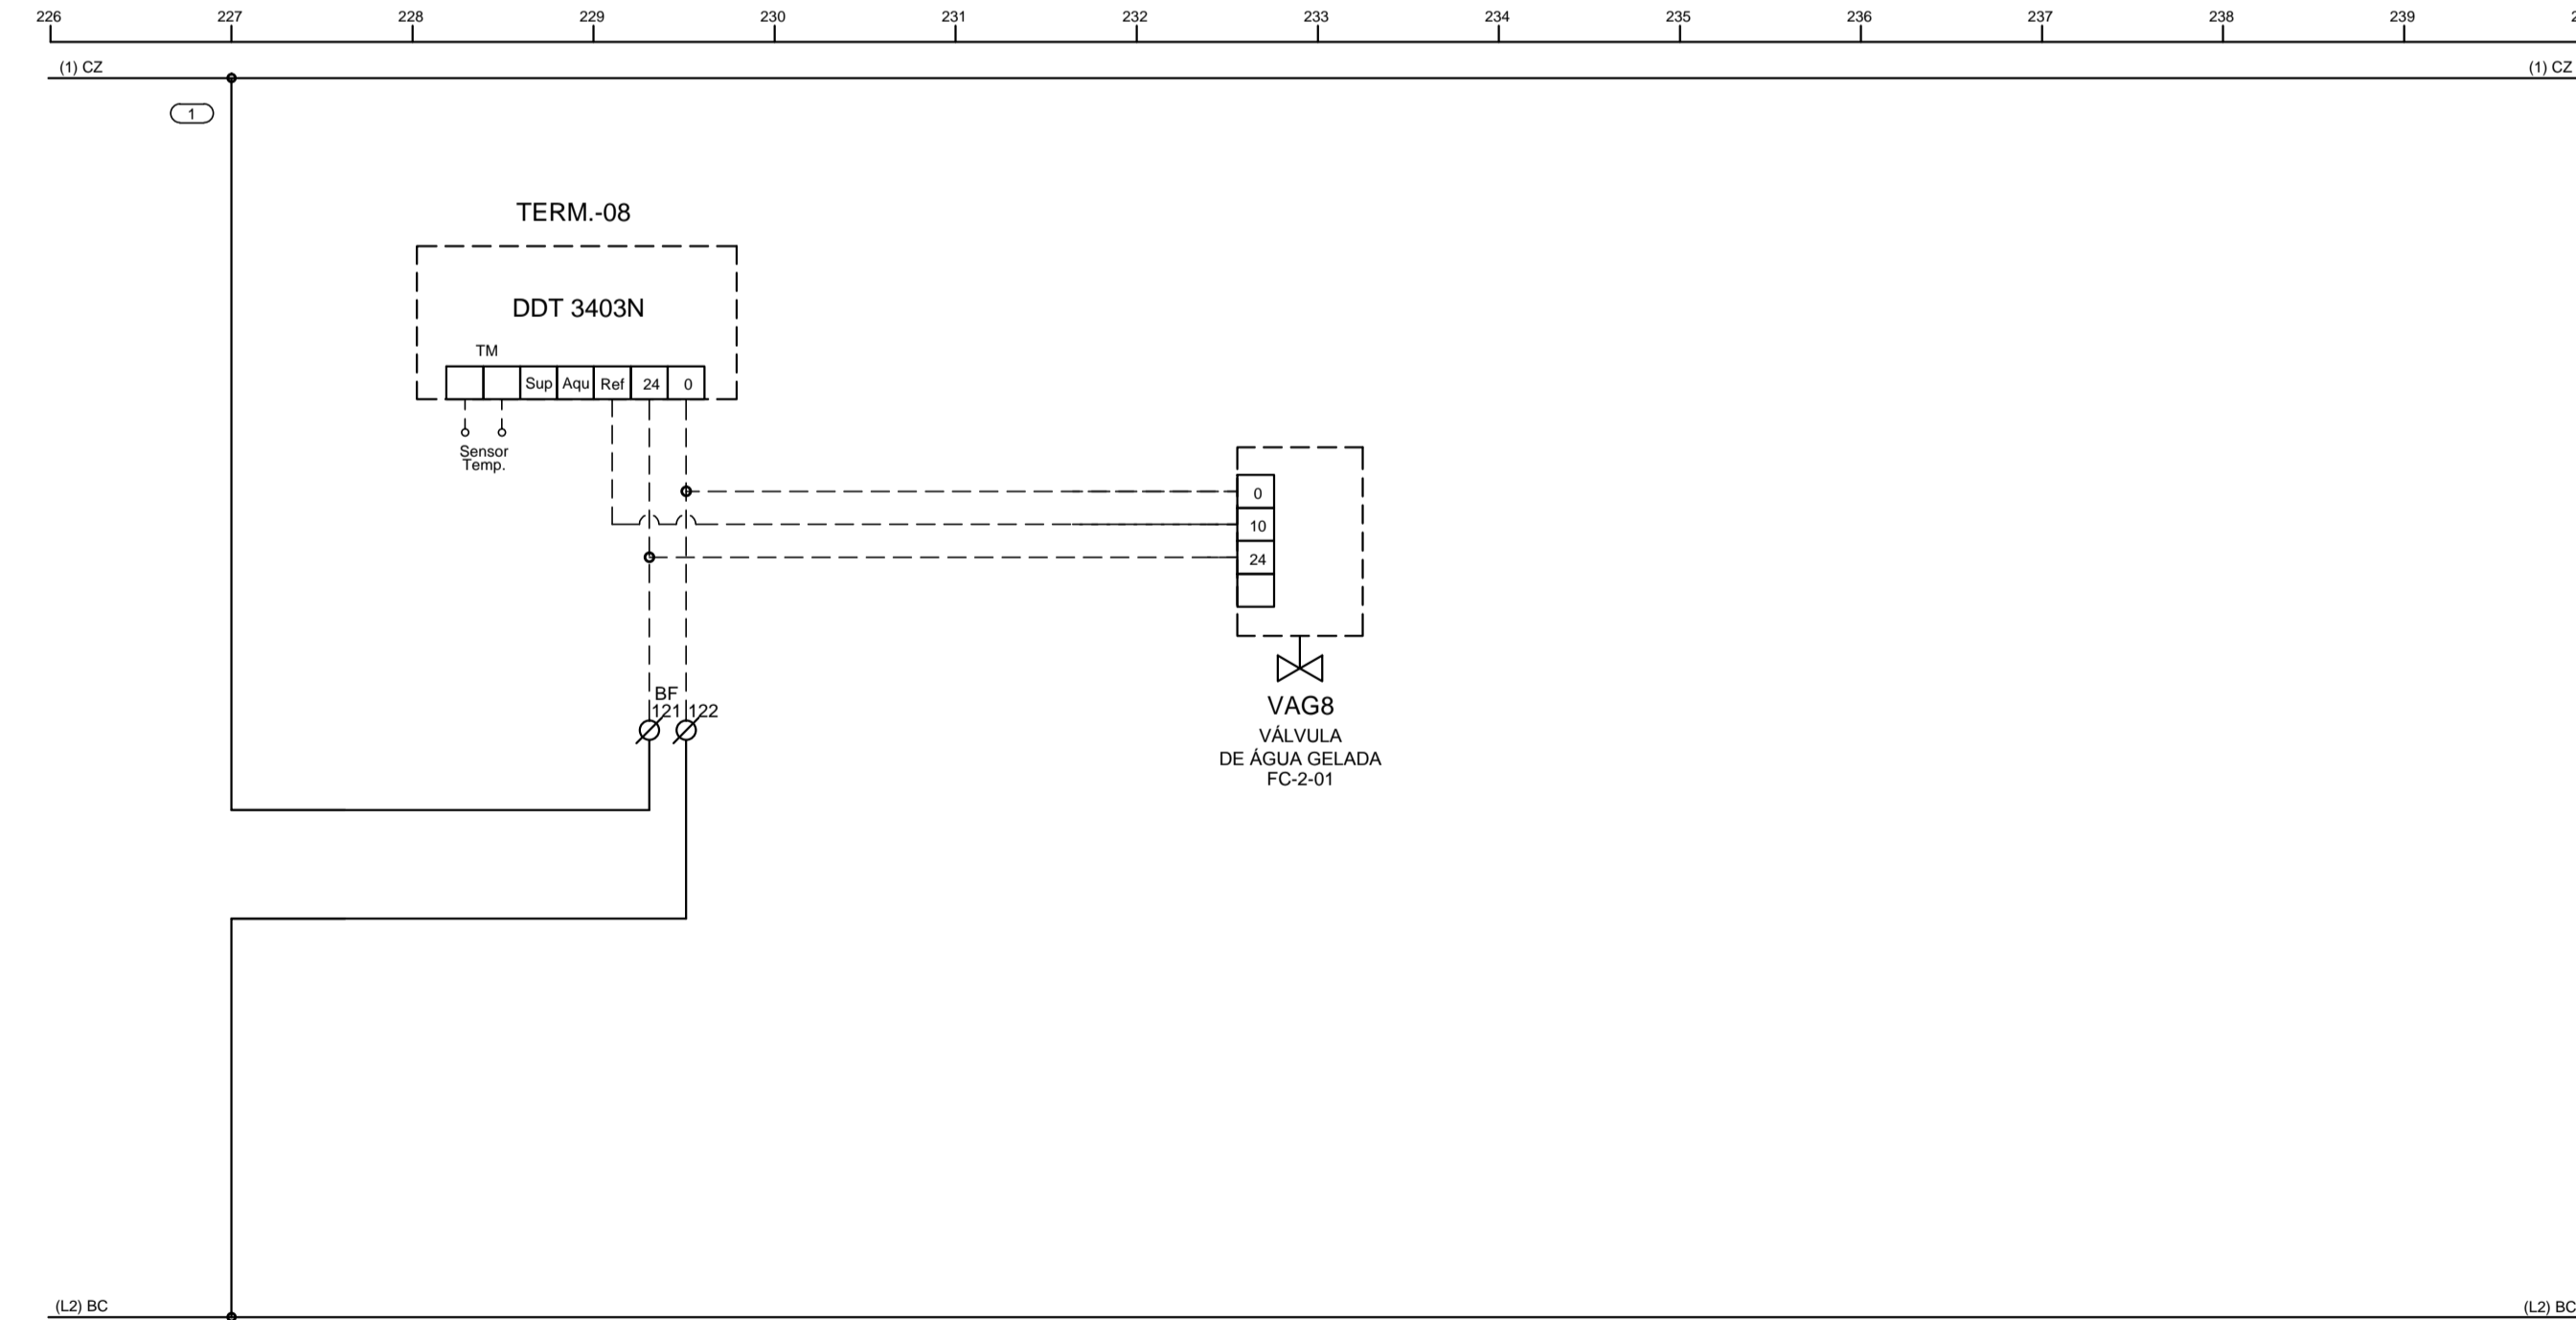 226 227 228 229 230 231 232 233 234 235 236 237 238 239
(1) CZ (1) CZ
1
TERM.-08
DDT 3403N
TM
Sup Aqu Ref 24 0
Sensor
Temp.
0
10
24
BF
121 122
VAG8
VÁLVULA
DE ÁGUA GELADA
FC-2-01
(L2) BC (L2) BC